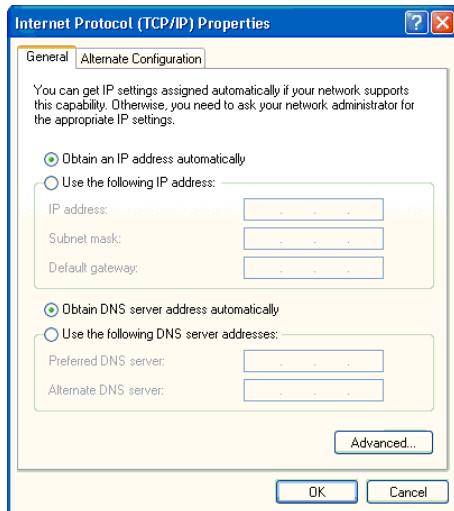 Internet Protocol (TCP/IP) Properties
General
Alternate Configuration
You can get IP settings assigned automatically if your network supports
this capability. Otherwise, you need to ask your network administrator for
the appropriate IP settings.
Obtain an IP address automatically
Use the following IP address:
IP address:
Subnet mask:
Default gateway:
Obtain DNS server address automatically
Use the following DNS server addresses:
Preferred DNS server:
Alternate DNS server:
Advanced...
OK
Cancel